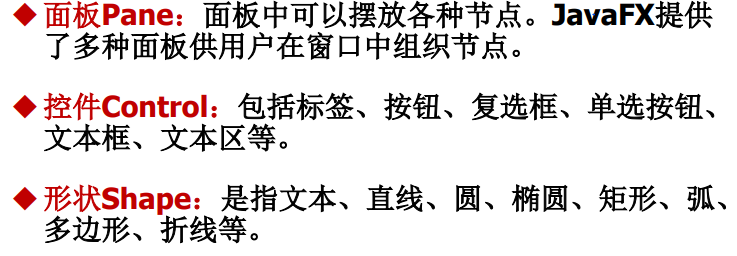 ◆ 面板Pane：面板中可以摆放各种节点。JavaFX提供
了多种面板供用户在窗口中组织节点。
◆ 控件Control：包括标签、按钮、复选框、单选按钮、
文本框、文本区等。
◆ 形状Shape：是指文本、直线、圆、椭圆、矩形、弧、
多边形、折线等。